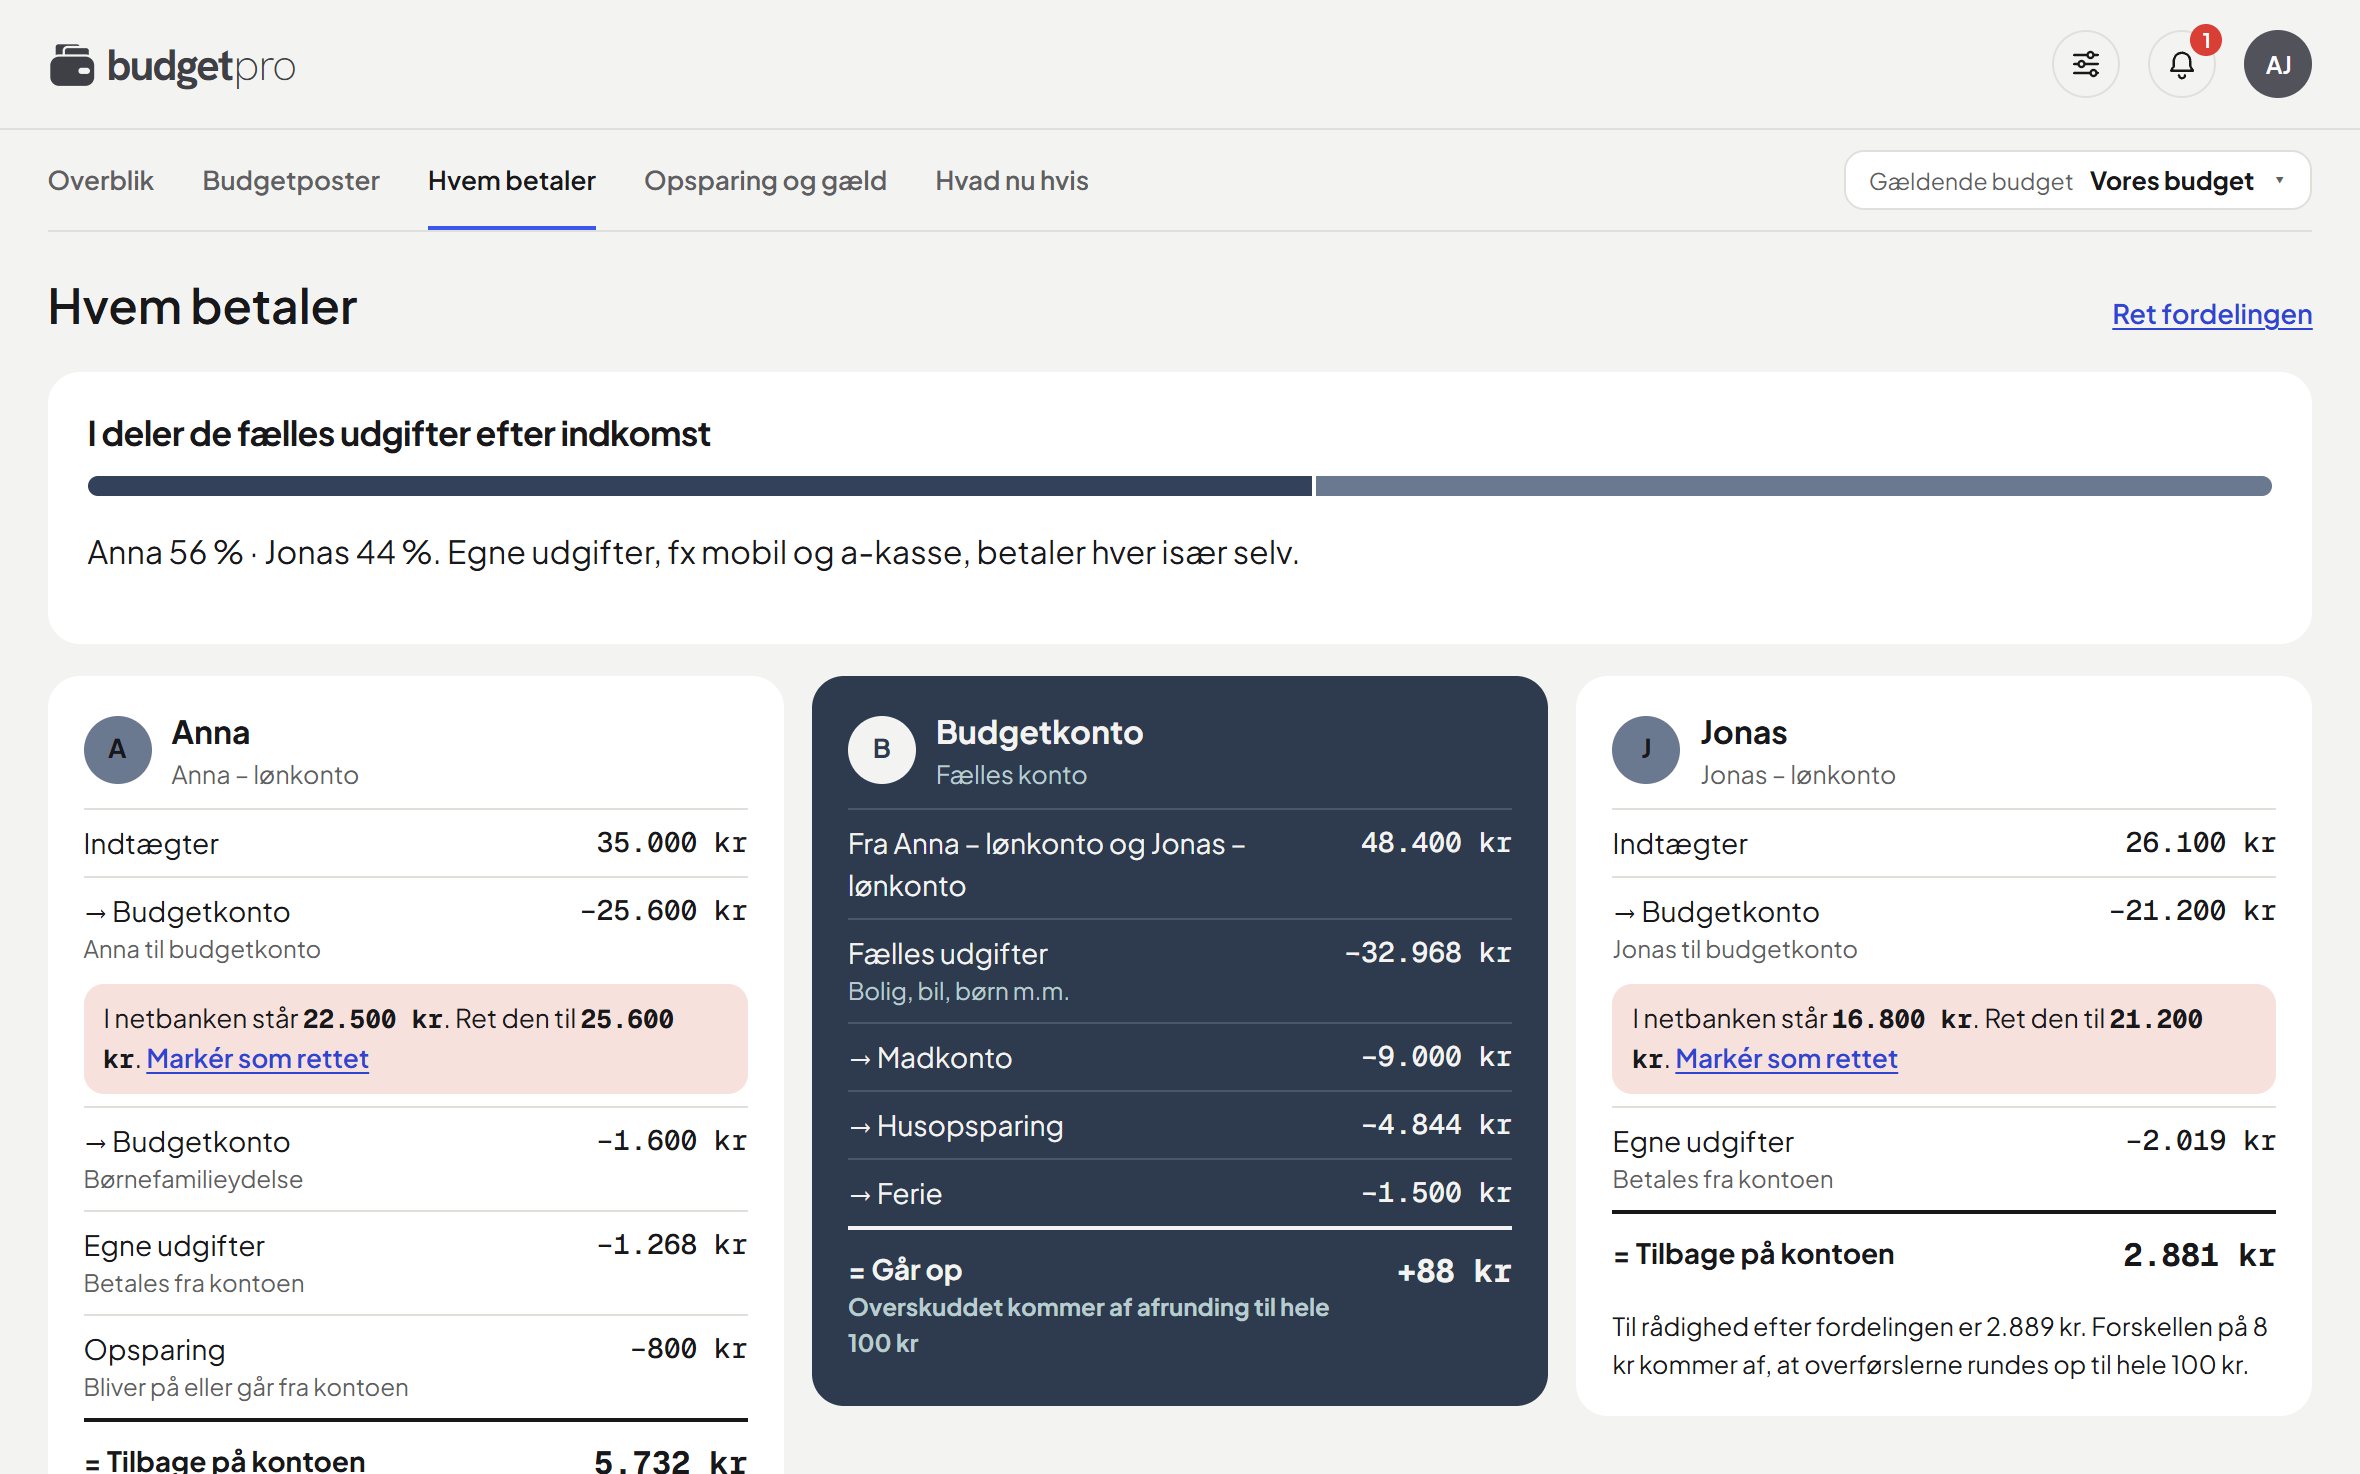 budgetpro
1
AJ
Overblik
Budgetposter
Hvem betaler
Opsparing og gæld
Hvad nu hvis
Gældende budget Vores budget ▼
Hvem betaler
Ret fordelingen
I deler de fælles udgifter efter indkomst
Anna 56 % · Jonas 44 %. Egne udgifter, fx mobil og a-kasse, betaler hver især selv.
A
Anna
Anna – lønkonto
Indtægter 35.000 kr
→ Budgetkonto −25.600 kr
Anna til budgetkonto
I netbanken står 22.500 kr. Ret den til 25.600
kr. Markér som rettet
→ Budgetkonto −1.600 kr
Børnefamilieydelse
Egne udgifter −1.268 kr
Betales fra kontoen
Opsparing −800 kr
Bliver på eller går fra kontoen
= Tilbage på kontoen 5.732 kr
B
Budgetkonto
Fælles konto
Fra Anna – lønkonto og Jonas – 48.400 kr
lønkonto
Fælles udgifter −32.968 kr
Bolig, bil, børn m.m.
→ Madkonto −9.000 kr
→ Husopsparing −4.844 kr
→ Ferie −1.500 kr
= Går op +88 kr
Overskuddet kommer af afrunding til hele
100 kr
J
Jonas
Jonas – lønkonto
Indtægter 26.100 kr
→ Budgetkonto −21.200 kr
Jonas til budgetkonto
I netbanken står 16.800 kr. Ret den til 21.200
kr. Markér som rettet
Egne udgifter −2.019 kr
Betales fra kontoen
= Tilbage på kontoen 2.881 kr
Til rådighed efter fordelingen er 2.889 kr. Forskellen på 8
kr kommer af, at overførslerne rundes op til hele 100 kr.